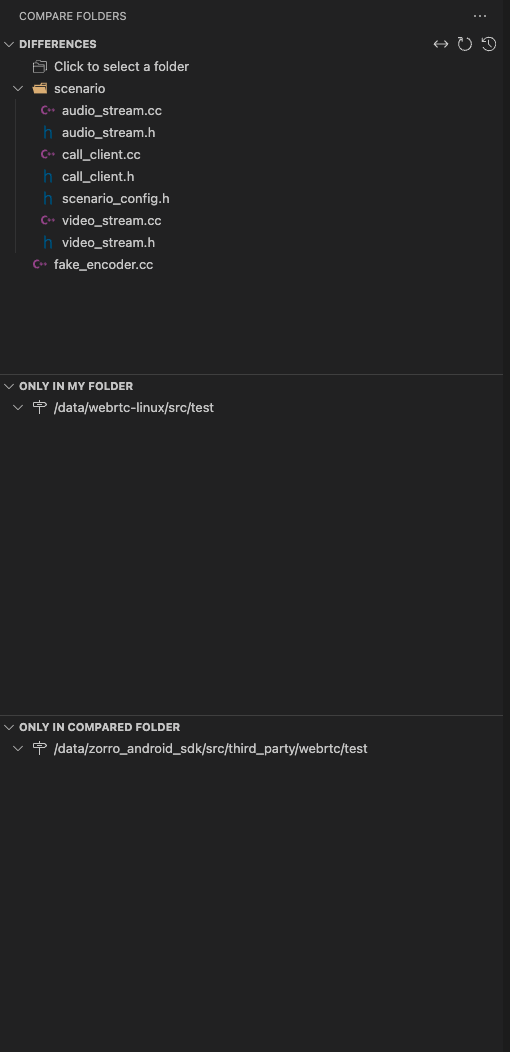 COMPARE FOLDERS
DIFFERENCES
Click to select a folder
scenario
C++ audio_stream.cc
h audio_stream.h
C++ call_client.cc
h call_client.h
h scenario_config.h
C++ video_stream.cc
h video_stream.h
C++ fake_encoder.cc
ONLY IN MY FOLDER
/data/webrtc-linux/src/test
ONLY IN COMPARED FOLDER
/data/zorro_android_sdk/src/third_party/webrtc/test